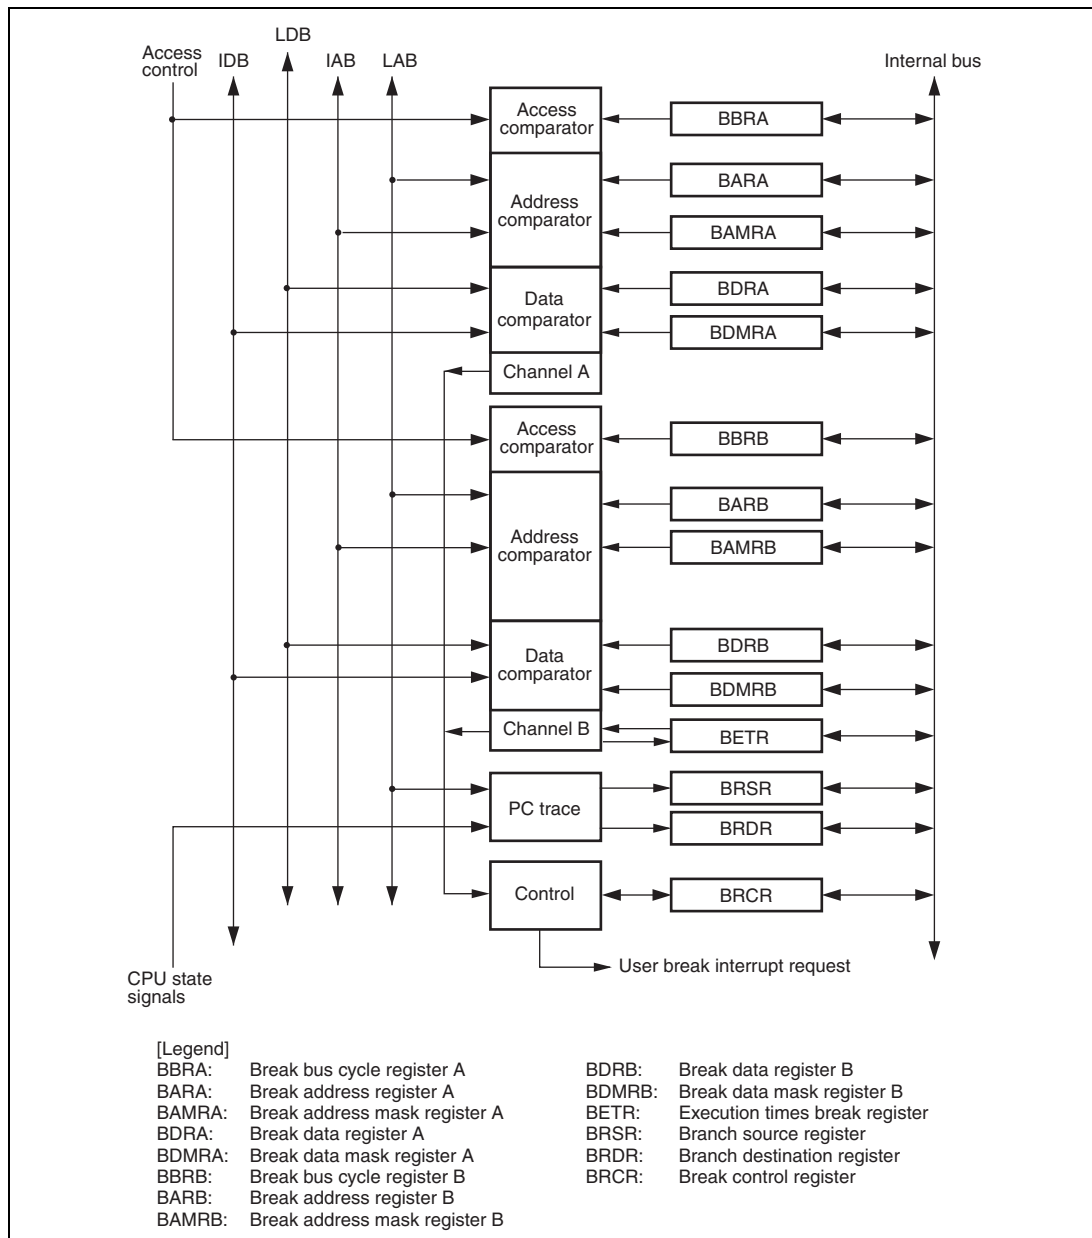 LDB
Access
control
IDB
IAB
LAB
Internal bus
Access
comparator
BBRA
BARA
Address
comparator
BAMRA
BDRA
Data
comparator
BDMRA
Channel A
Access
comparator
BBRB
BARB
Address
comparator
BAMRB
BDRB
Data
comparator
BDMRB
Channel B
BETR
BRSR
PC trace
BRDR
Control
BRCR
User break interrupt request
CPU state
signals
[Legend]
BBRA: Break bus cycle register A
BARA: Break address register A
BAMRA: Break address mask register A
BDRA: Break data register A
BDMRA: Break data mask register A
BBRB: Break bus cycle register B
BARB: Break address register B
BAMRB: Break address mask register B
BDRB: Break data register B
BDMRB: Break data mask register B
BETR: Execution times break register
BRSR: Branch source register
BRDR: Branch destination register
BRCR: Break control register